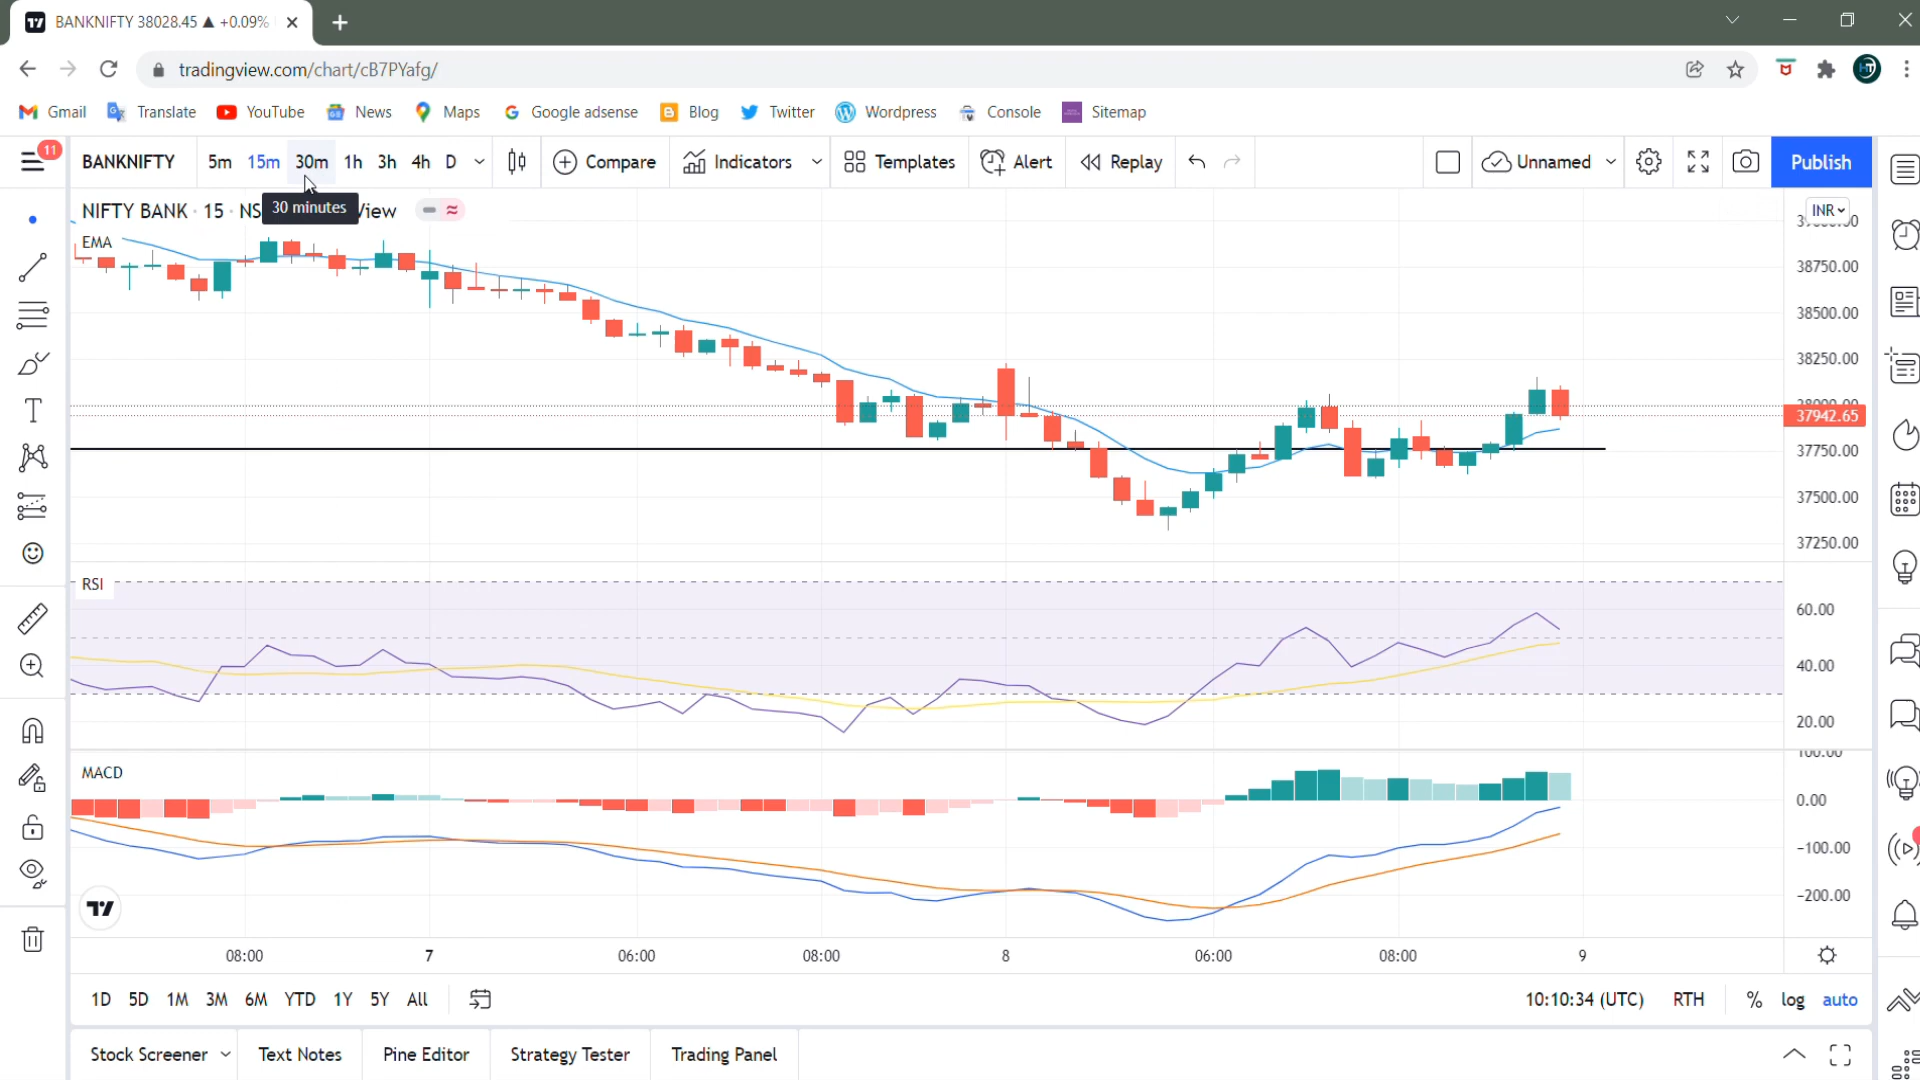 BANKNIFTY 38028.45 ▲ +0.09%
tradingview.com/chart/cB7PYafg/
Gmail Translate YouTube News Maps Google adsense Blog Twitter Wordpress Console Sitemap
11
BANKNIFTY 5m 15m 30m 1h 3h 4h D Compare Indicators Templates Alert Replay Unnamed Publish
30 minutes
NIFTY BANK · 15 · NS View
INR
EMA
38750.00
38500.00
38250.00
37942.65
37750.00
37500.00
37250.00
RSI
60.00
40.00
20.00
MACD
100.00
0.00
-100.00
-200.00
08:00 7 06:00 08:00 8 06:00 08:00 9
1D 5D 1M 3M 6M YTD 1Y 5Y All 10:10:34 (UTC) RTH % log auto
Stock Screener Text Notes Pine Editor Strategy Tester Trading Panel